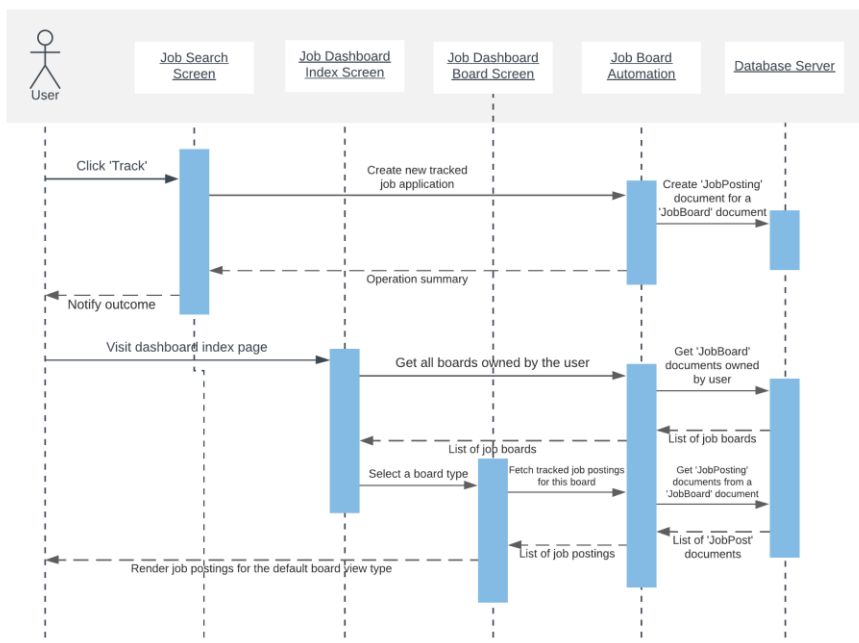 User
Job Search
Screen
Job Dashboard
Index Screen
Job Dashboard
Board Screen
Job Board
Automation
Database Server
Click 'Track'
Create new tracked
job application
Create 'JobPosting'
document for a
'JobBoard' document
Operation summary
Notify outcome
Visit dashboard index page
Get all boards owned by the user
Get 'JobBoard'
documents owned
by user
List of job boards
List of job boards
Select a board type
Fetch tracked job postings
for this board
Get 'JobPosting'
documents from a
'JobBoard' document
List of job postings
List of 'JobPost'
documents
Render job postings for the default board view type